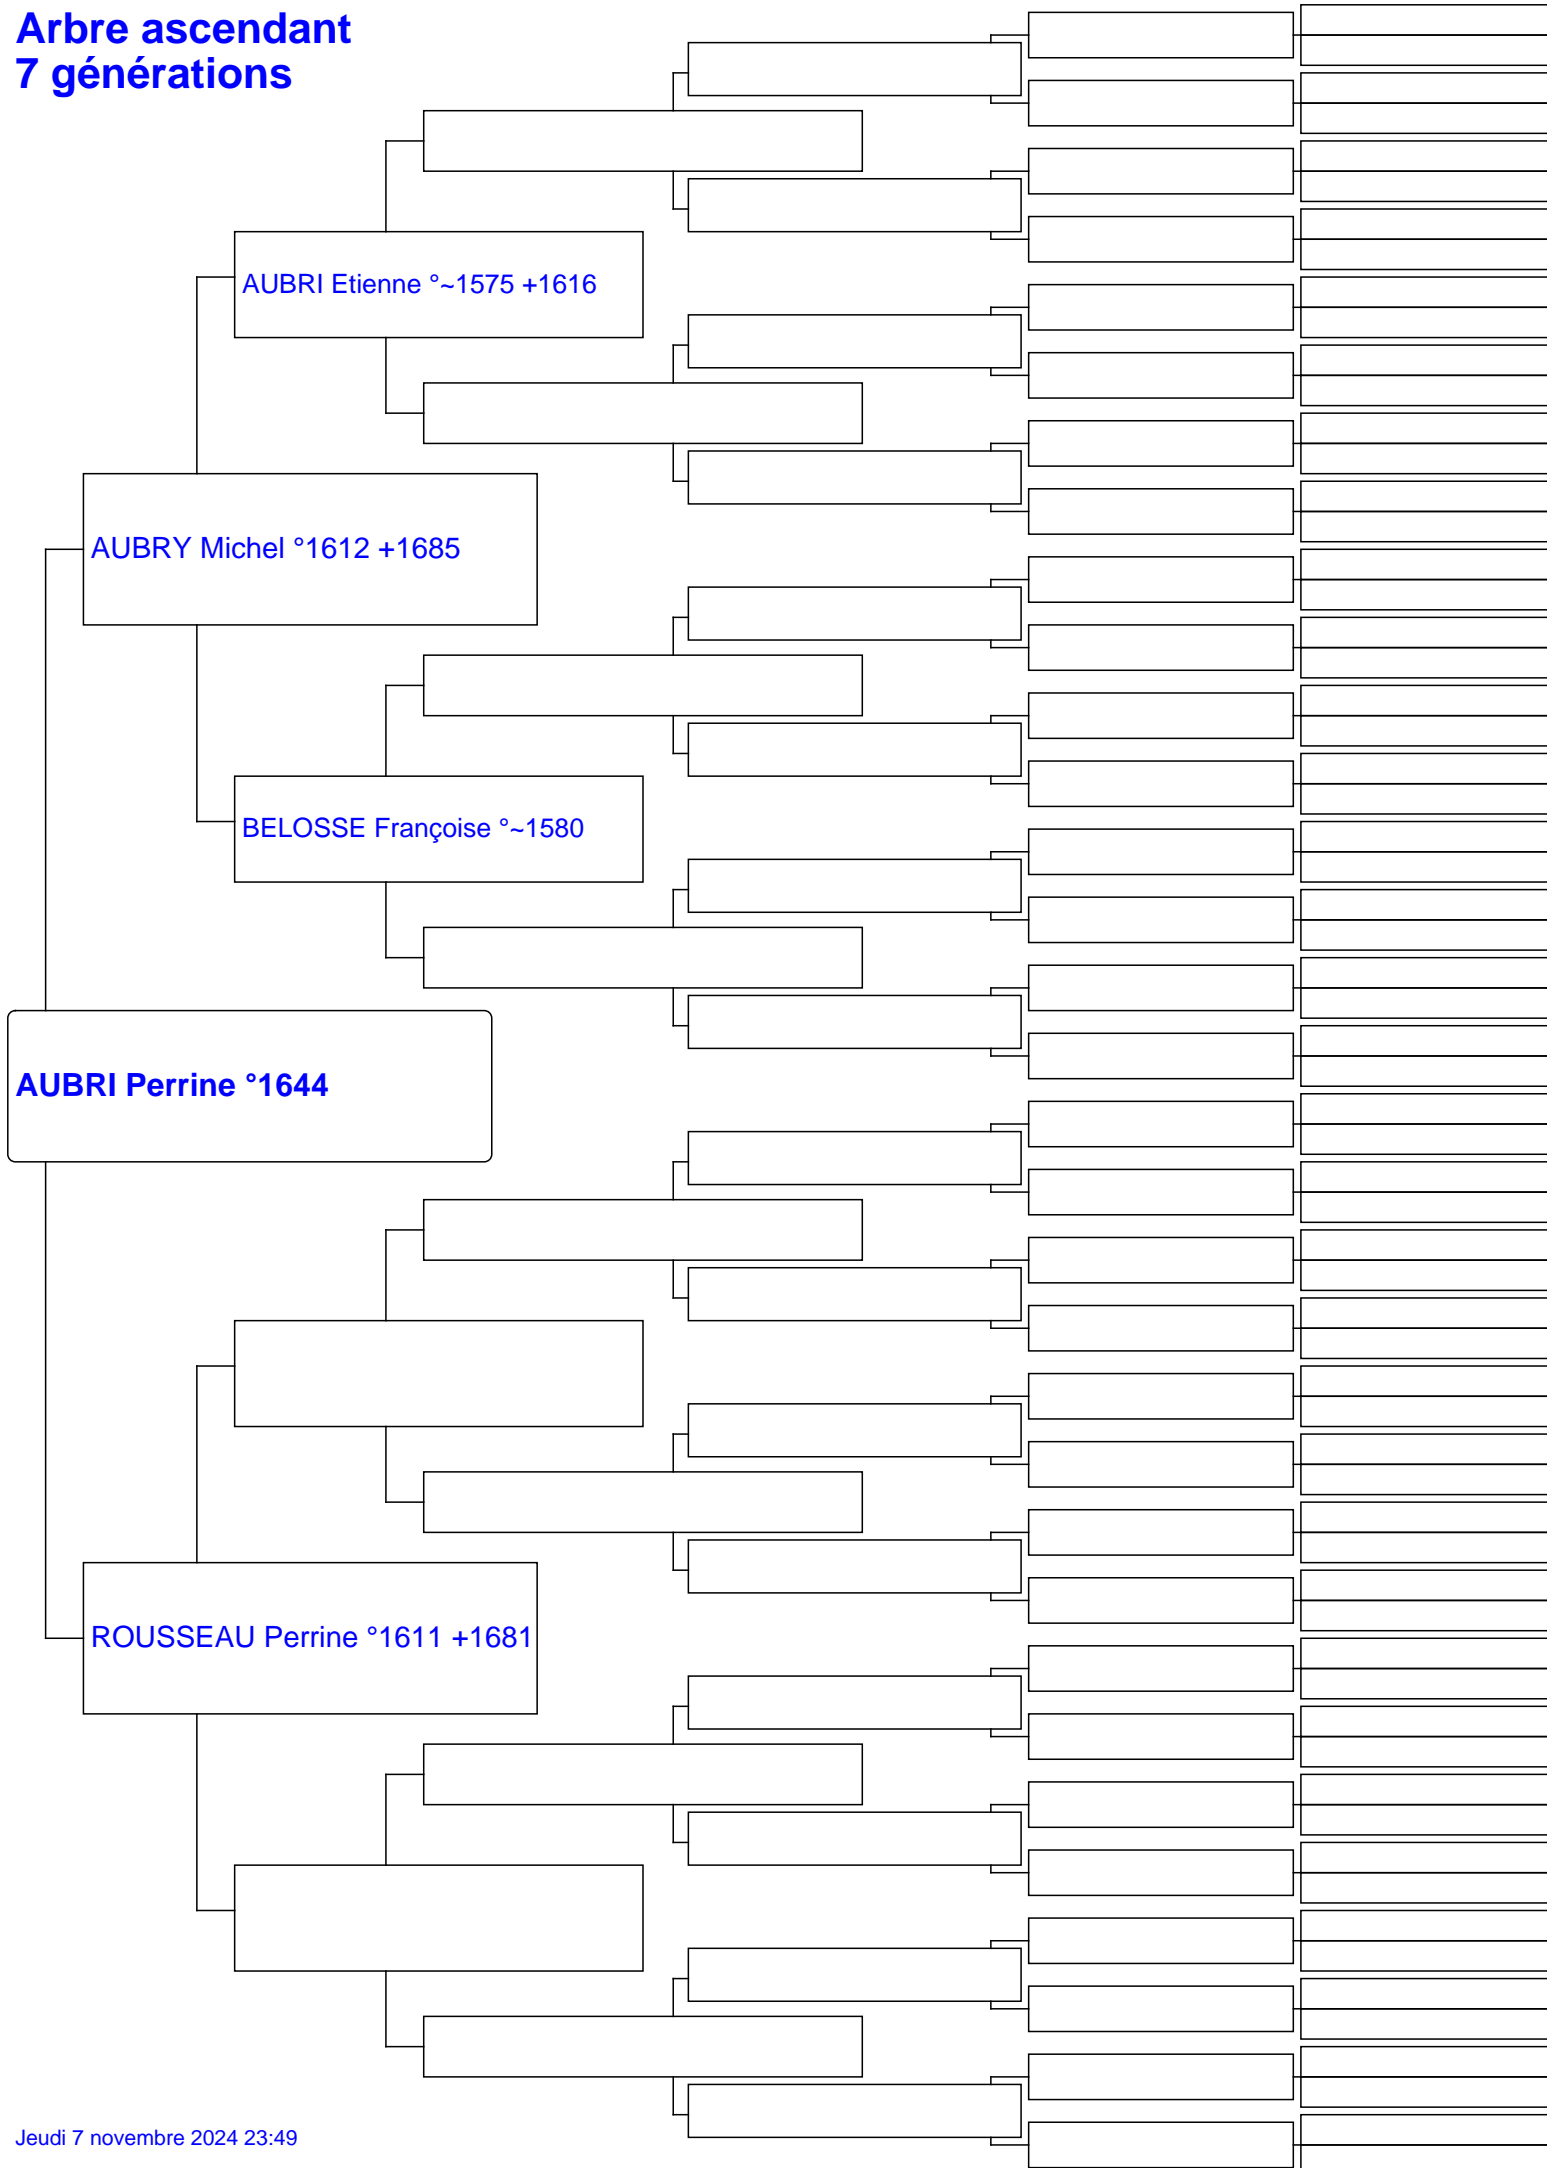 Arbre ascendant
7 générations
AUBRI Etienne °~1575 +1616
AUBRY Michel °1612 +1685
BELOSSE Françoise °~1580
AUBRI Perrine °1644
ROUSSEAU Perrine °1611 +1681
Jeudi 7 novembre 2024 23:49